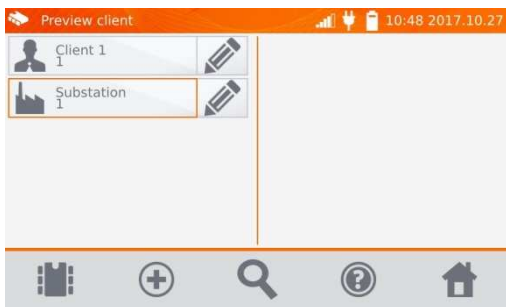 Preview client
10:48 2017.10.27
Client 1
1
Substation
1